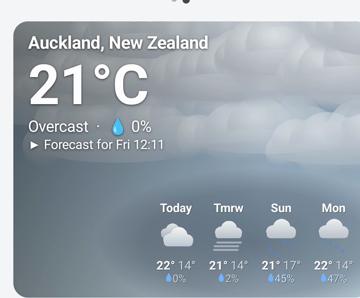 Auckland, New Zealand
21°C
Overcast · 0%
► Forecast for Fri 12:11
Today Tmrw Sun Mon
22° 14° 21° 14° 21° 17° 22° 14°
0% 2% 45% 47%